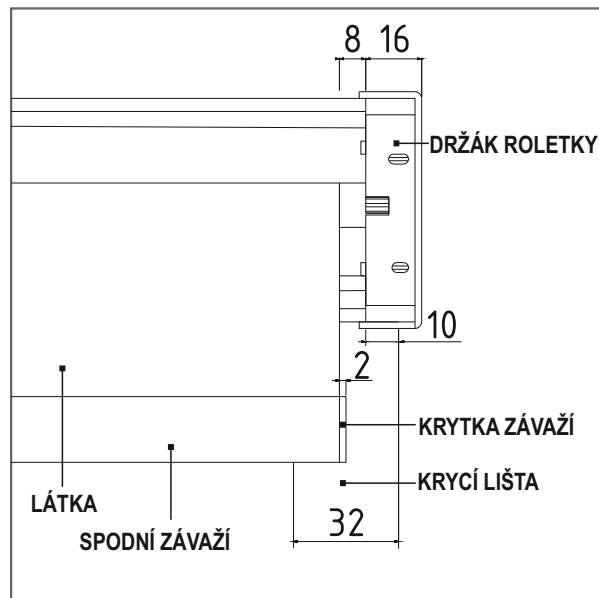 8 16
DRŽÁK ROLETKY
10
2
KRYTKA ZÁVAŽÍ
KRYCÍ LIŠTA
LÁTKA
32
SPODNÍ ZÁVAŽÍ